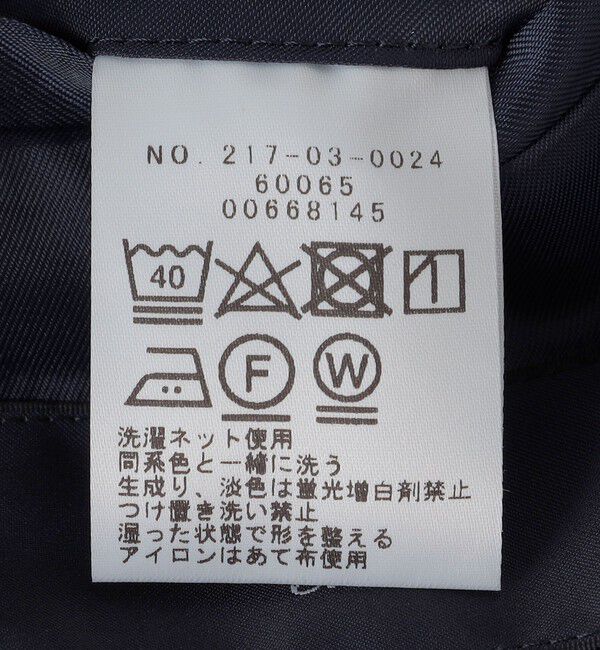 NO. 217-03-0024
60065
00668145
40
F W
洗濯ネット使用
同系色と一緒に洗う
生成り、淡色は蛍光増白剤禁止
つけ置き洗い禁止
湿った状態で形を整える
アイロンはあて布使用